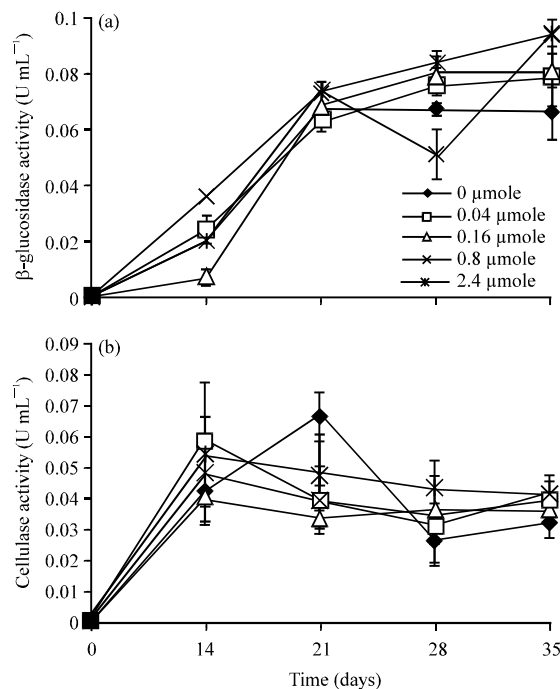 (a)
β-glucosidase activity (U mL⁻¹)
0.1
0.08
0.06
0.04
0.02
0
0 µmole
0.04 µmole
0.16 µmole
0.8 µmole
2.4 µmole
(b)
Cellulase activity (U mL⁻¹)
0.09
0.08
0.07
0.06
0.05
0.04
0.03
0.02
0.01
0
0 14 21 28 35
Time (days)